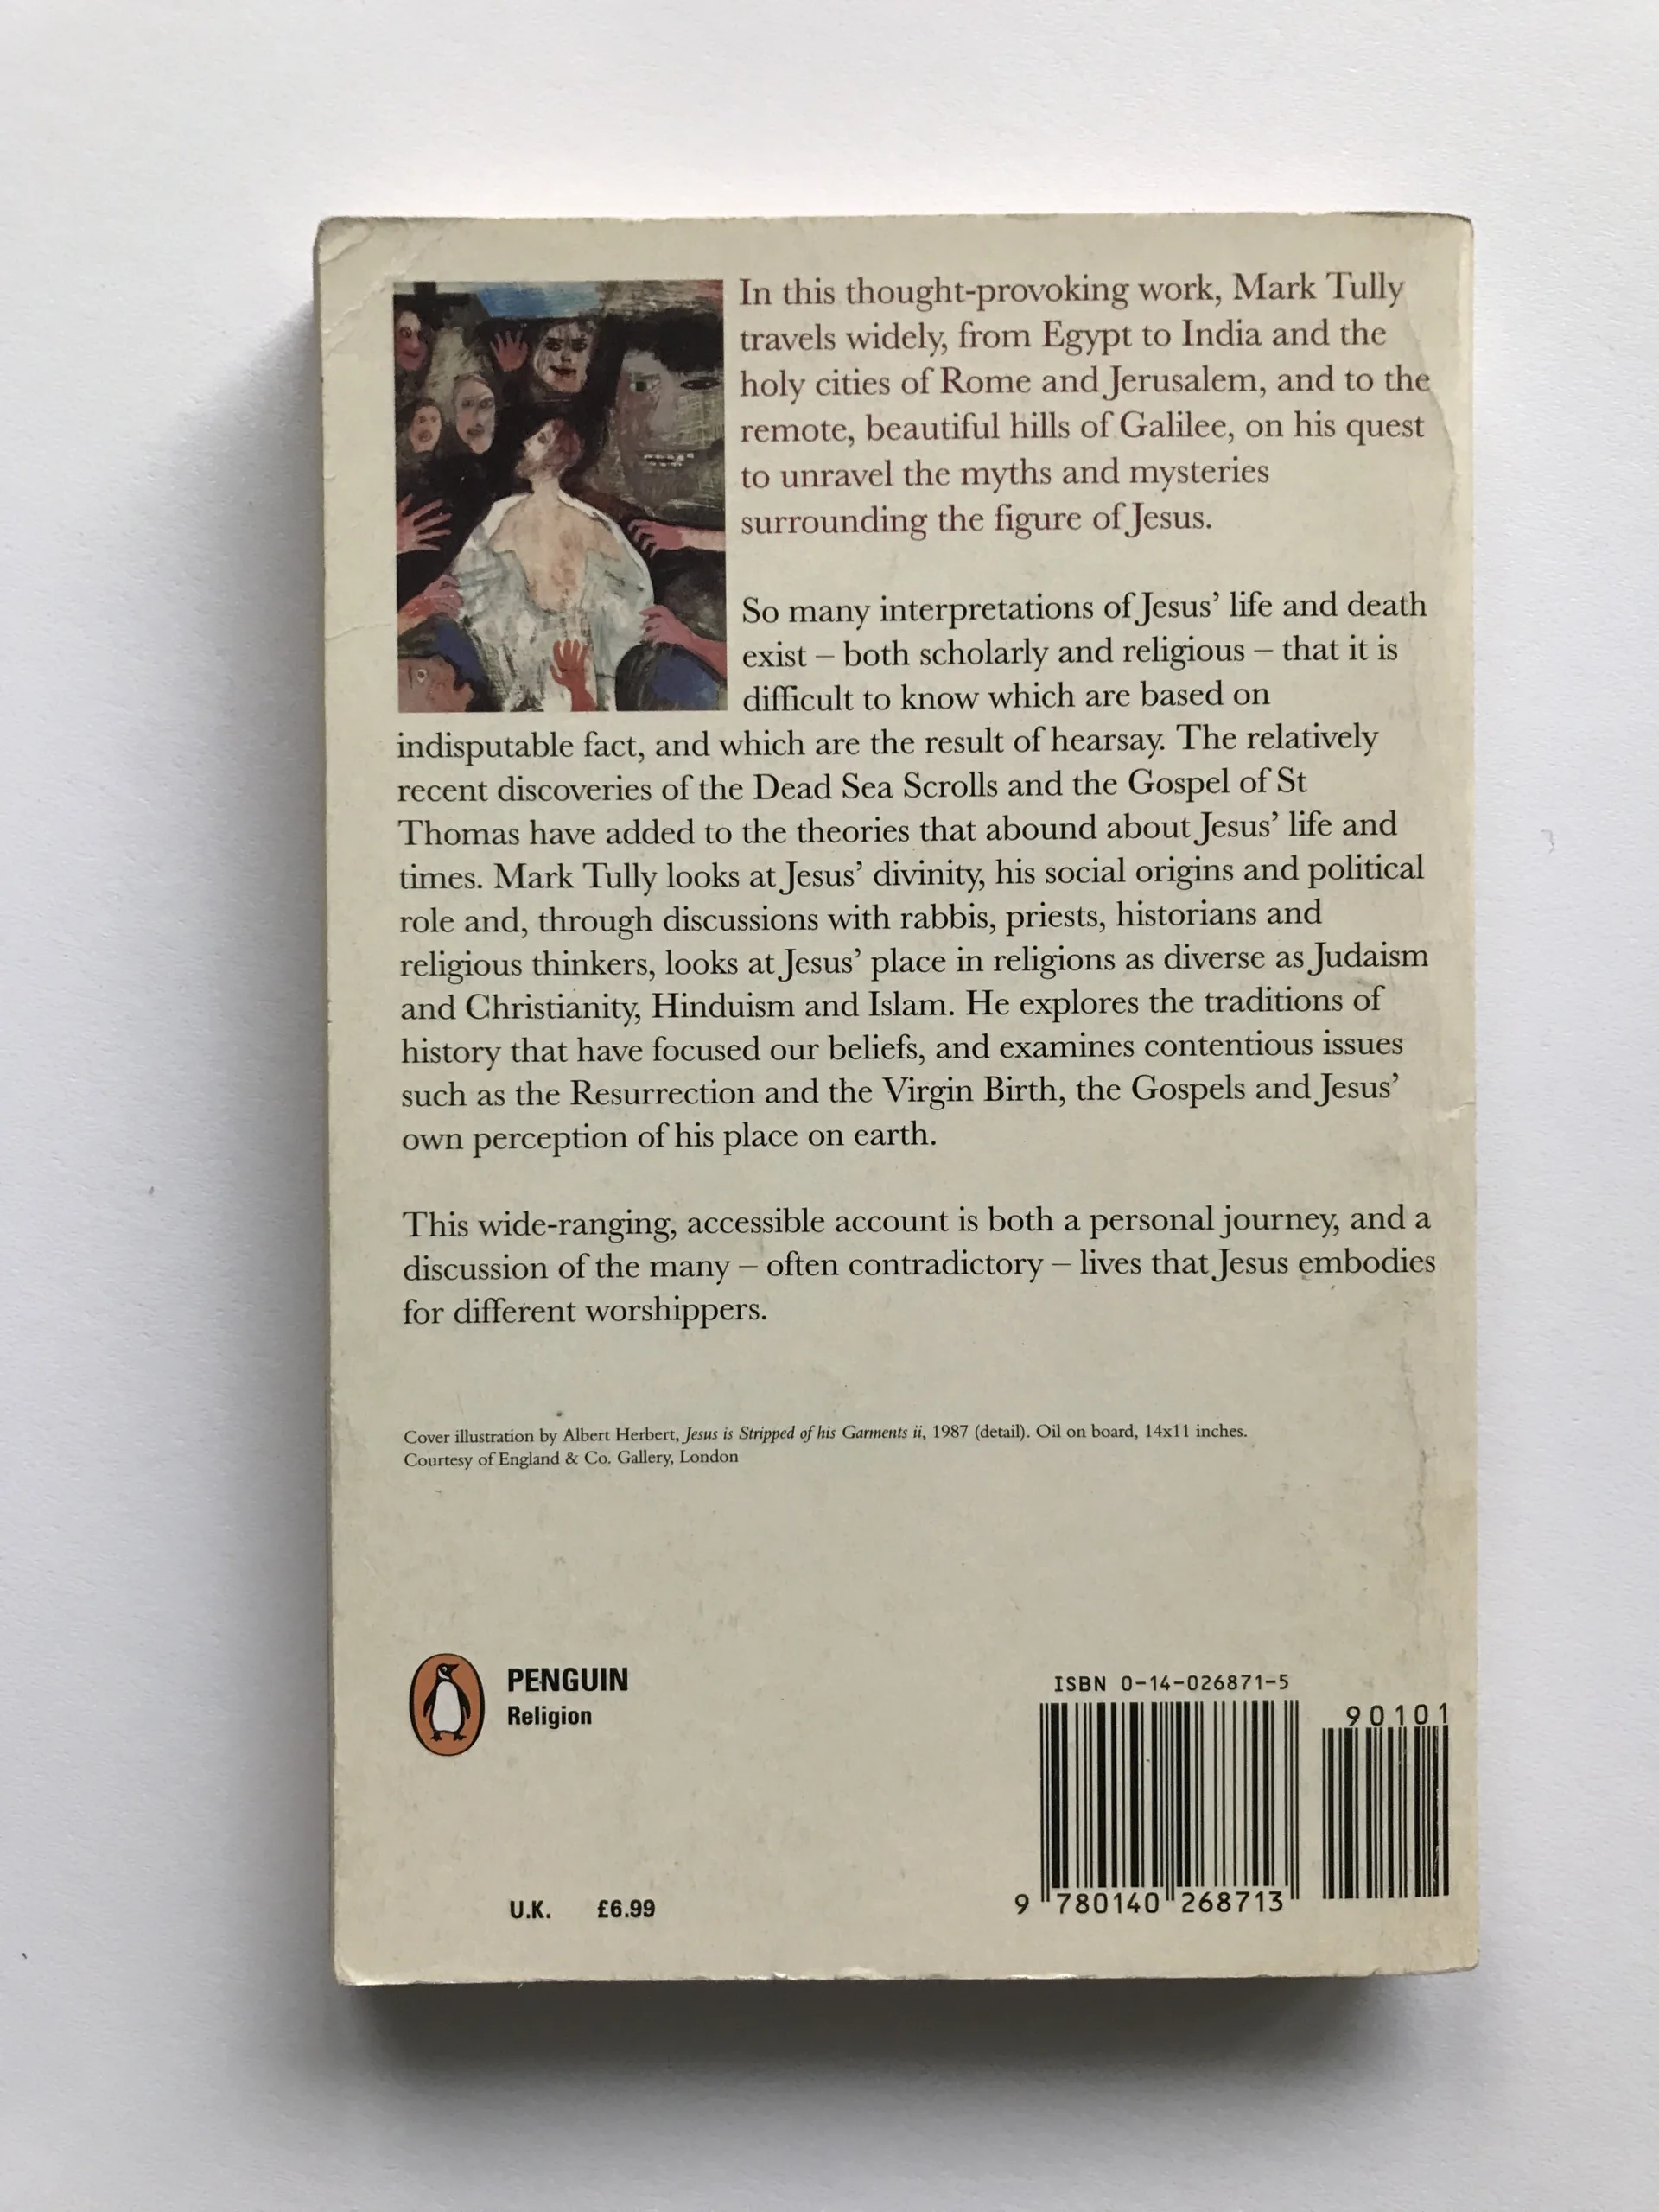 In this thought-provoking work, Mark Tully
travels widely, from Egypt to India and the
holy cities of Rome and Jerusalem, and to the
remote, beautiful hills of Galilee, on his quest
to unravel the myths and mysteries
surrounding the figure of Jesus.
So many interpretations of Jesus’ life and death
exist – both scholarly and religious – that it is
difficult to know which are based on
indisputable fact, and which are the result of hearsay. The relatively
recent discoveries of the Dead Sea Scrolls and the Gospel of St
Thomas have added to the theories that abound about Jesus’ life and
times. Mark Tully looks at Jesus’ divinity, his social origins and political
role and, through discussions with rabbis, priests, historians and
religious thinkers, looks at Jesus’ place in religions as diverse as Judaism
and Christianity, Hinduism and Islam. He explores the traditions of
history that have focused our beliefs, and examines contentious issues
such as the Resurrection and the Virgin Birth, the Gospels and Jesus’
own perception of his place on earth.
This wide-ranging, accessible account is both a personal journey, and a
discussion of the many – often contradictory – lives that Jesus embodies
for different worshippers.
Cover illustration by Albert Herbert, Jesus is Stripped of his Garments ii, 1987 (detail). Oil on board, 14x11 inches.
Courtesy of England & Co. Gallery, London
PENGUIN
Religion
U.K. £6.99
ISBN 0-14-026871-5
90101
9 780140 268713